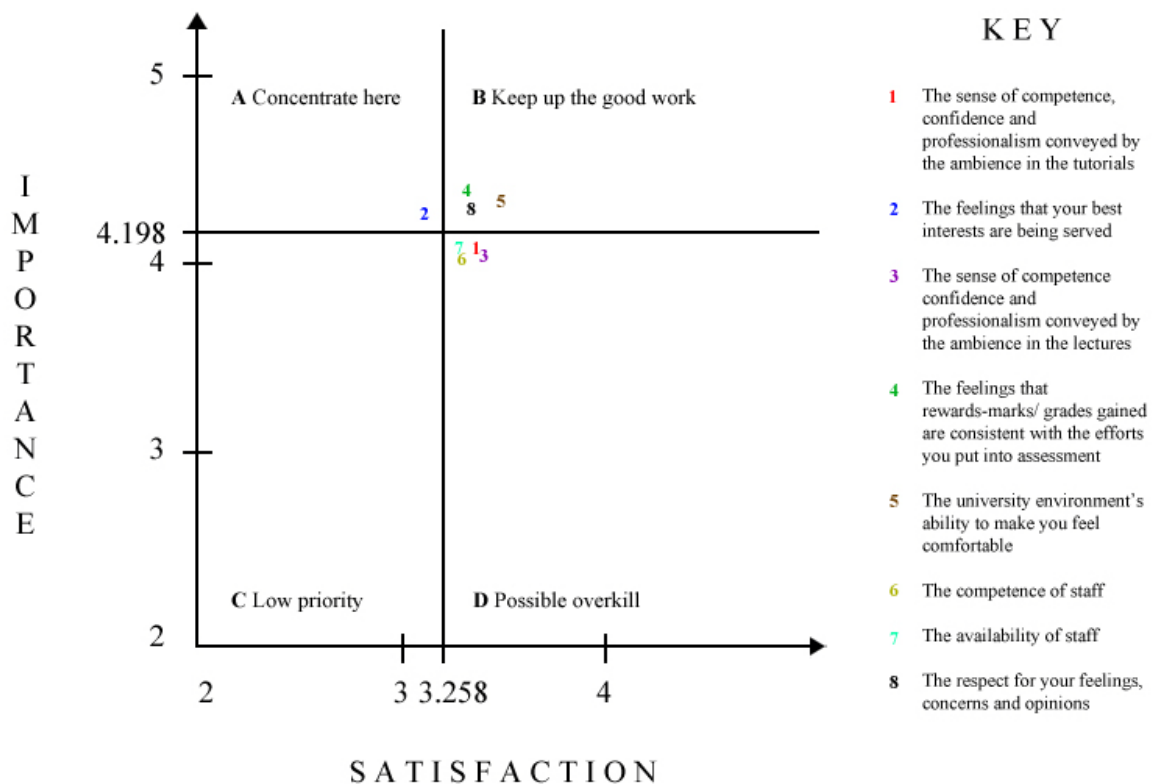 5
A Concentrate here
B Keep up the good work
IMPORTANCE
4
8
5
2
4.198
7
1
3
6
4
3
C Low priority
D Possible overkill
2
2
3
3.258
4
SATISFACTION
KEY
1
The sense of competence,
confidence and
professionalism conveyed by
the ambience in the tutorials
2
The feelings that your best
interests are being served
3
The sense of competence
confidence and
professionalism conveyed by
the ambience in the lectures
4
The feelings that
rewards-marks/ grades gained
are consistent with the efforts
you put into assessment
5
The university environment's
ability to make you feel
comfortable
6
The competence of staff
7
The availability of staff
8
The respect for your feelings,
concerns and opinions